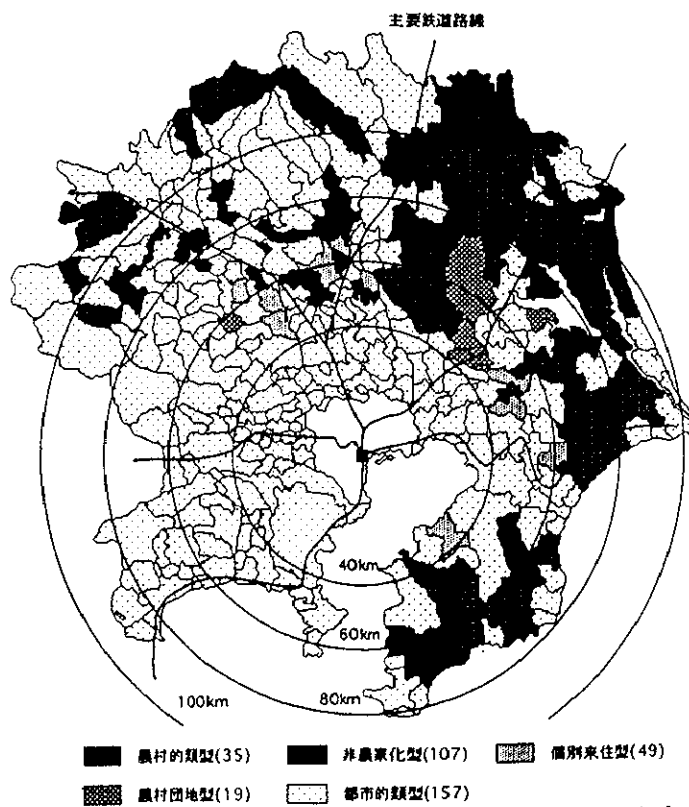 主要鉄道路線
40km
60km
80km
100km
農村的類型(35)
非農家化型(107)
個別来住型(49)
農村団地型(19)
都市的類型(157)